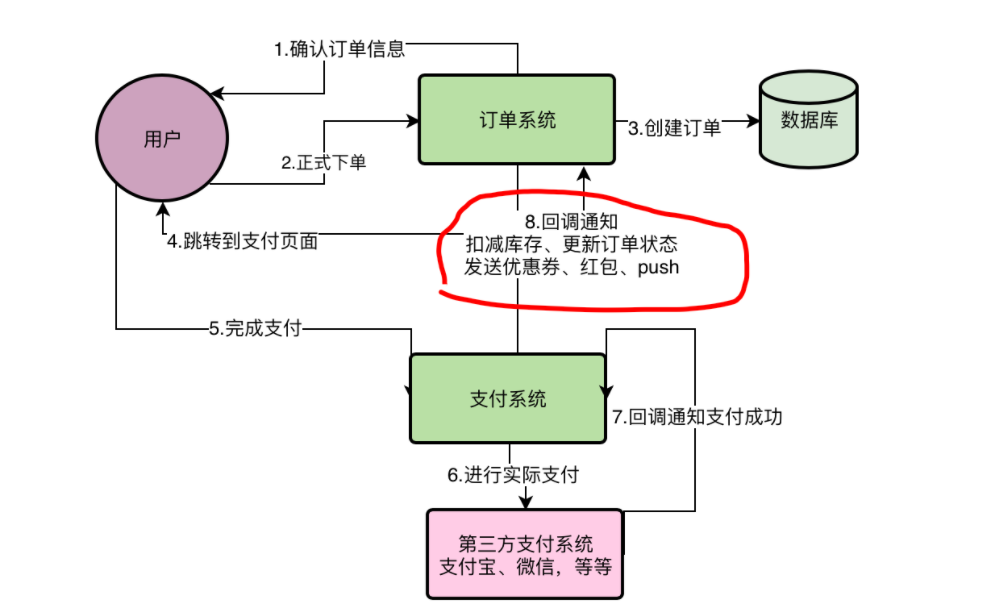 1.确认订单信息
用户
订单系统
3.创建订单
数据库
2.正式下单
8.回调通知
扣减库存、更新订单状态
发送优惠券、红包、push
4.跳转到支付页面
5.完成支付
支付系统
7.回调通知支付成功
6.进行实际支付
第三方支付系统
支付宝、微信，等等